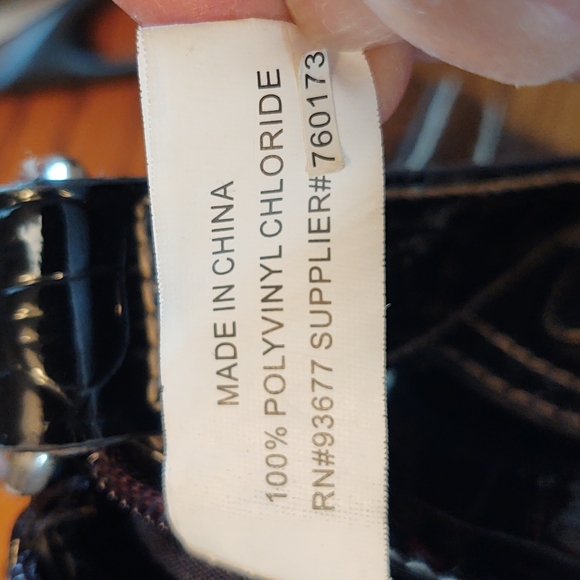 MADE IN CHINA
100% POLYVINYL CHLORIDE
RN#93677 SUPPLIER# 760173